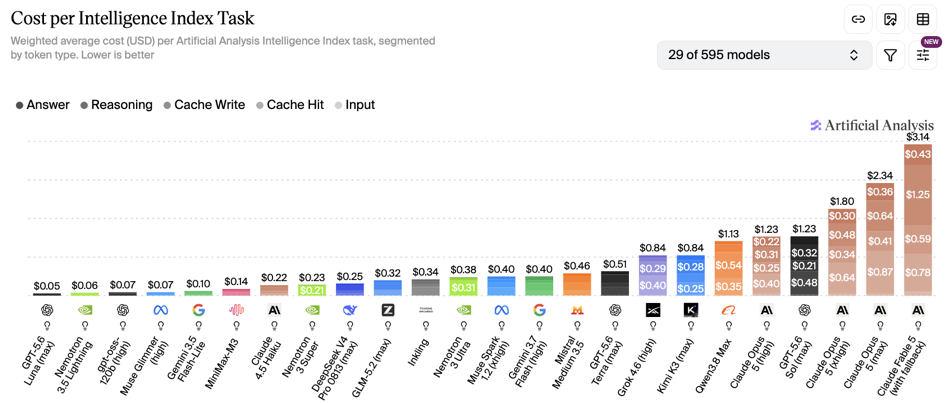 Cost per Intelligence Index Task
Weighted average cost (USD) per Artificial Analysis Intelligence Index task, segmented
by token type. Lower is better
NEW
29 of 595 models
Answer
Reasoning
Cache Write
Cache Hit
Input
Artificial Analysis
$0.05
$0.06
$0.07
$0.07
$0.10
$0.14
$0.22
$0.23
$0.21
$0.25
$0.32
$0.34
$0.38
$0.31
$0.40
$0.40
$0.46
$0.51
$0.84
$0.29
$0.40
$0.84
$0.28
$0.25
$1.13
$0.54
$0.35
$1.23
$0.22
$0.31
$0.25
$0.40
$1.23
$0.32
$0.21
$0.48
$1.80
$0.30
$0.48
$0.34
$0.64
$2.34
$0.36
$0.64
$0.41
$0.87
$3.14
$0.43
$1.25
$0.59
$0.78
GPT-5.6
Luna (max)
Nemotron
3.5 Lightning
gpt-oss-
120b (high)
Muse Glimmer
(high)
Gemini 3.5
Flash-Lite
MiniMax-M3
Claude
4.5 Haiku
Nemotron
3 Super
DeepSeek V4
Pro 0813 (max)
GLM-5.2 (max)
Inkling
Nemotron
3 Ultra
Muse Spark
1.2 (xhigh)
Gemini 3.7
Flash (high)
Mistral
Medium 3.5
GPT-5.6
Terra (max)
Grok 4.6 (high)
Kimi K3 (max)
Qwen3.8 Max
Claude Opus
5 (high)
GPT-5.6
Sol (max)
Claude Opus
5 (xhigh)
Claude Opus
5 (max)
Claude Fable 5
(with fallback)